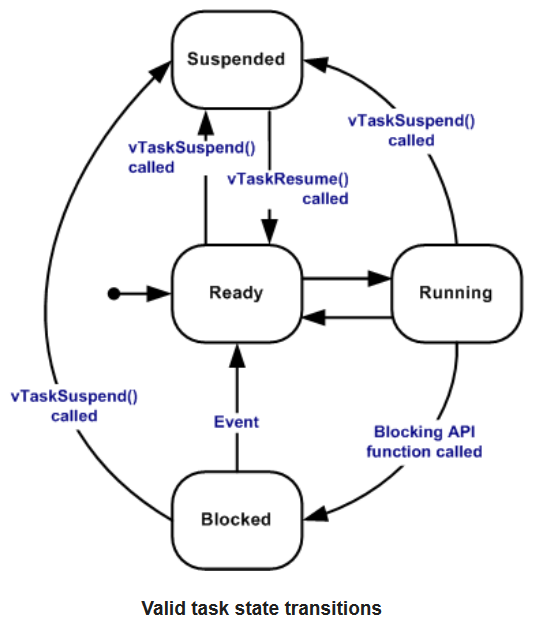 Suspended
vTaskSuspend()
called
vTaskSuspend()
called
vTaskResume()
called
Ready
Running
vTaskSuspend()
called
Event
Blocking API
function called
Blocked
Valid task state transitions